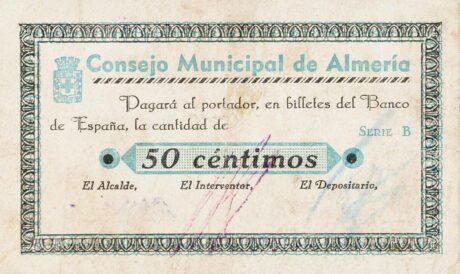 Consejo Municipal de Almería
Pagará al portador, en billetes del Banco
de España, la cantidad de
SERIE B
50 céntimos
El Alcalde, El Interventor, El Depositario,